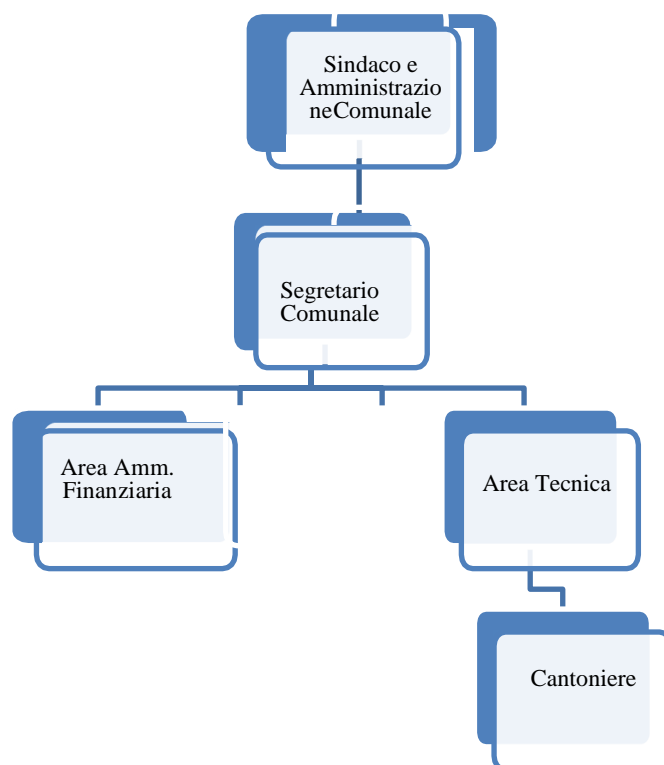 Sindaco e
Amministrazio
neComunale
Segretario
Comunale
Area Amm.
Finanziaria
Area Tecnica
Cantoniere